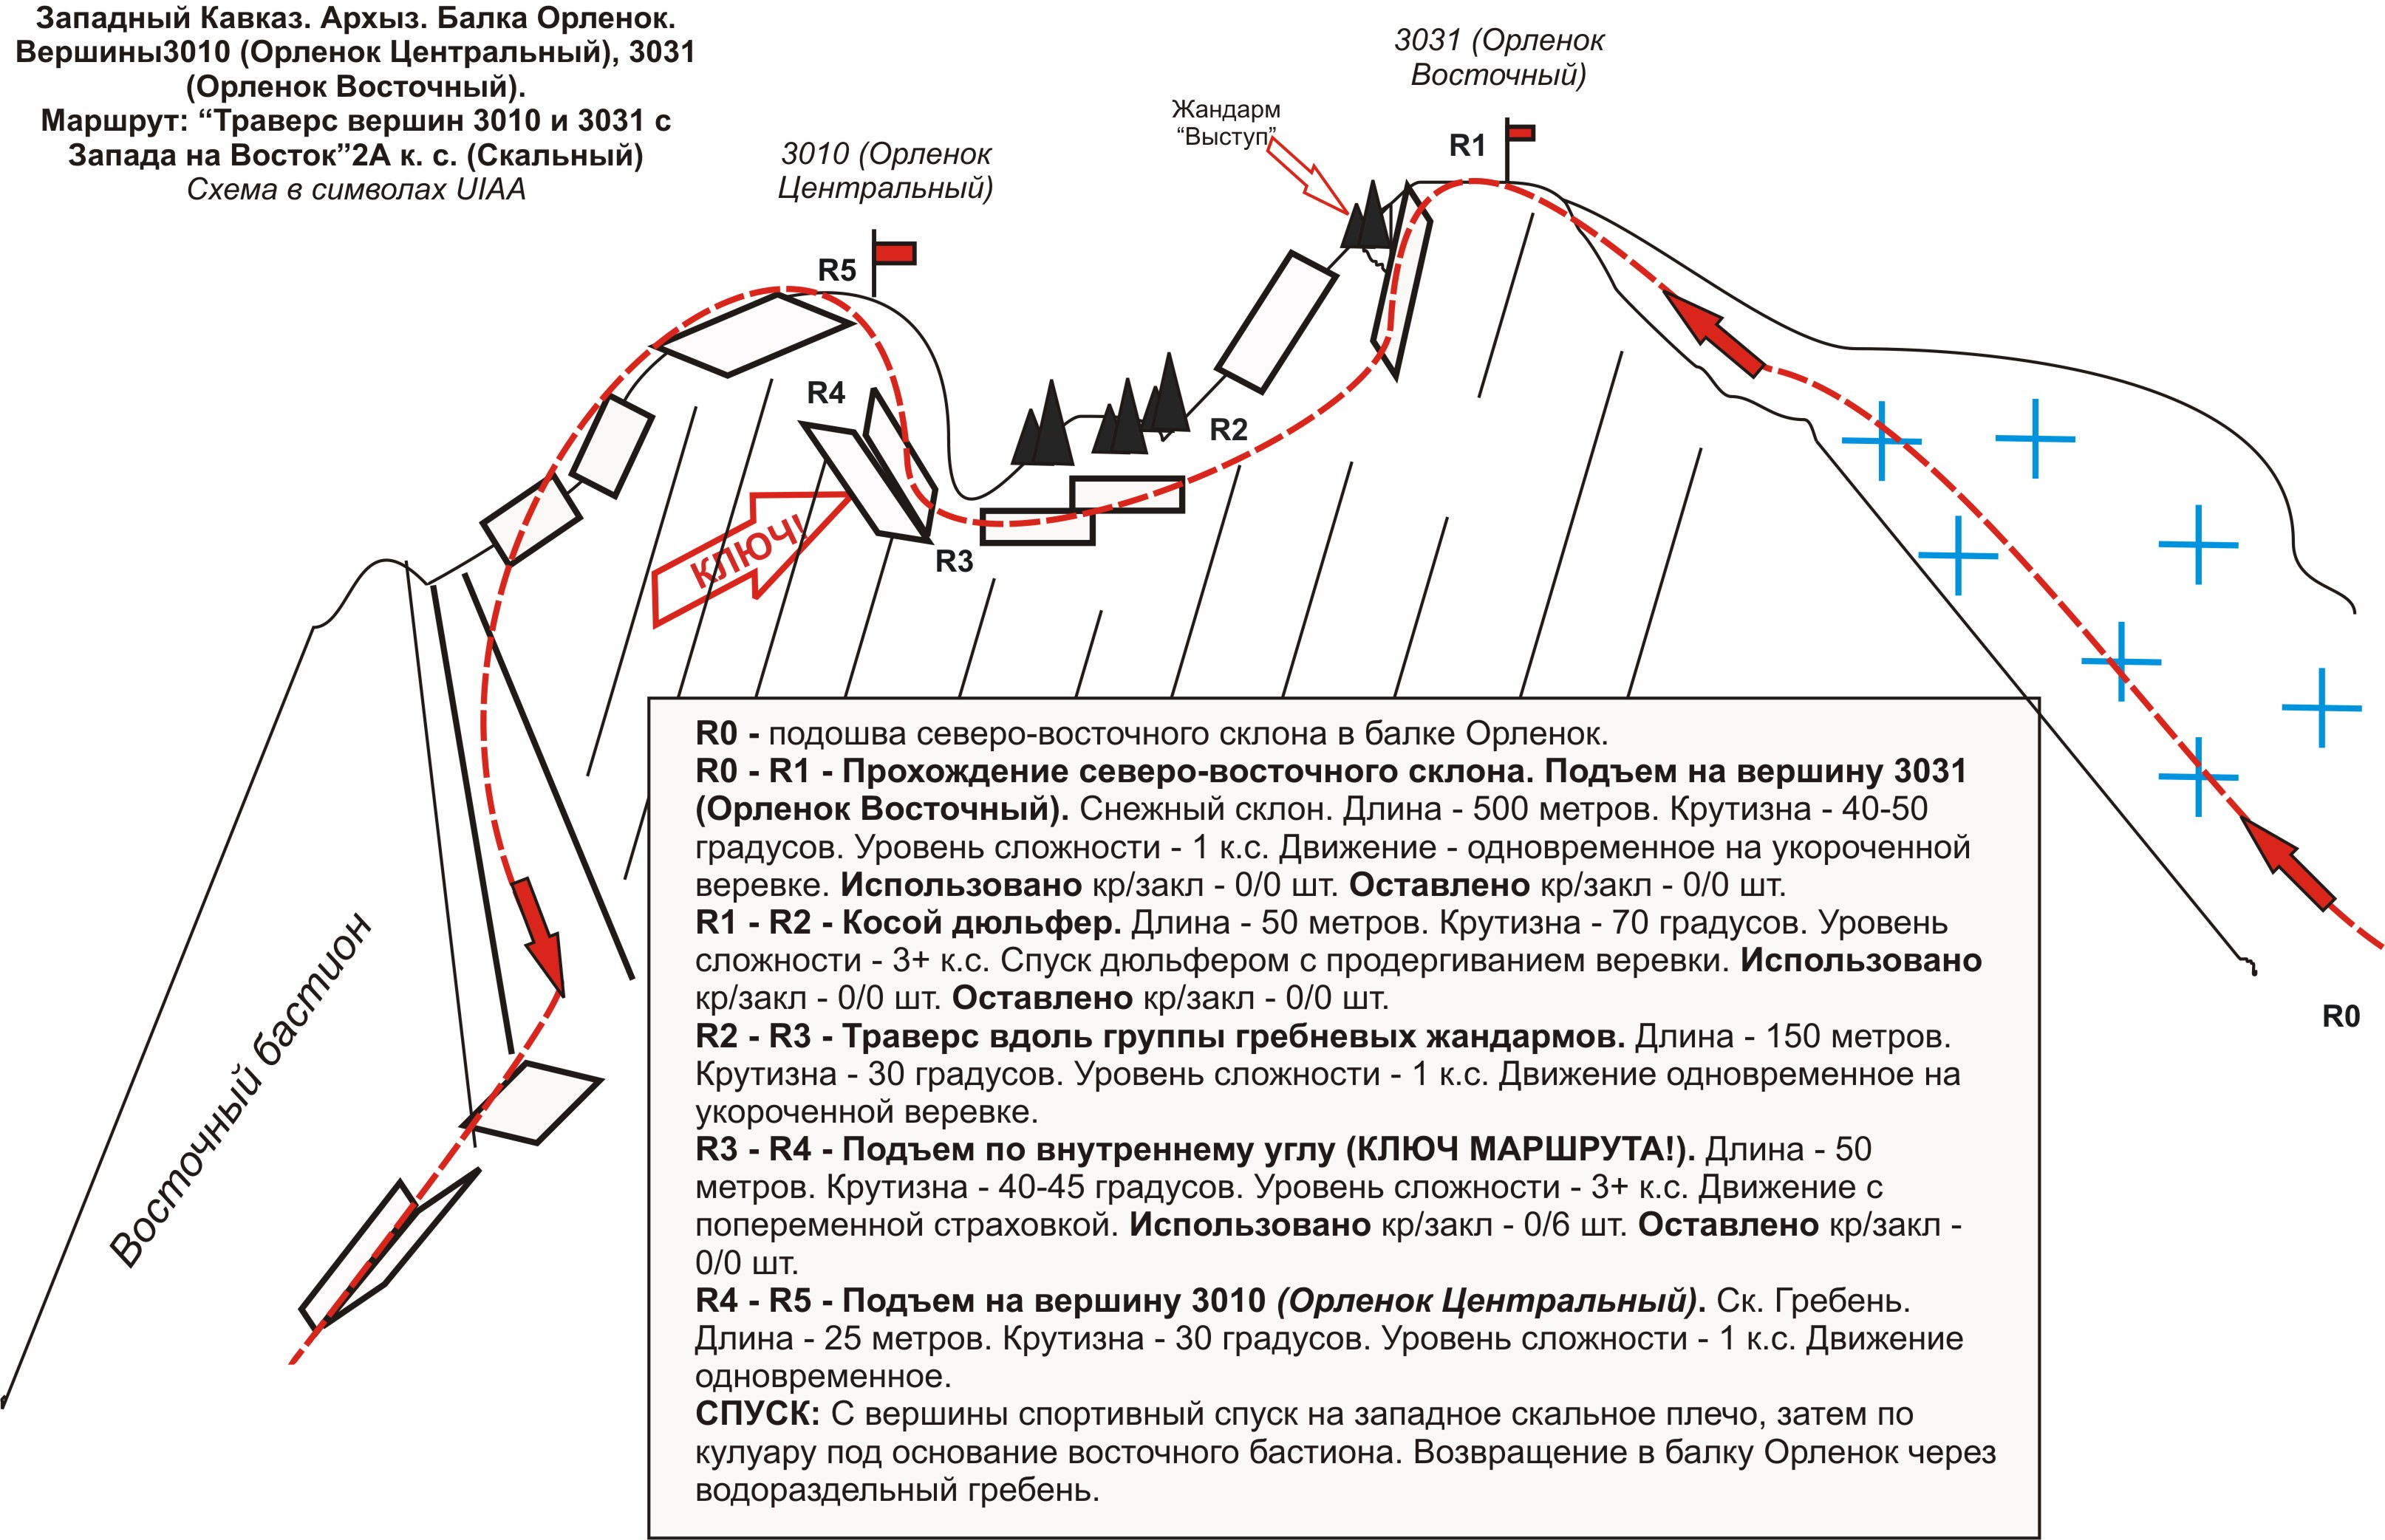 Западный Кавказ. Архыз. Балка Орленок.
Вершины3010 (Орленок Центральный), 3031
(Орленок Восточный).
Маршрут: “Траверс вершин 3010 и 3031 с
Запада на Восток”2А к. с. (Скальный)
Схема в символах UIAA
3031 (Орленок
Восточный)
Жандарм
“Выступ”
R1
3010 (Орленок
Центральный)
R5
R4
R2
КЛЮЧ!
R3
Восточный бастион
R0
R0 - подошва северо-восточного склона в балке Орленок.
R0 - R1 - Прохождение северо-восточного склона. Подъем на вершину 3031
(Орленок Восточный). Снежный склон. Длина - 500 метров. Крутизна - 40-50
градусов. Уровень сложности - 1 к.с. Движение - одновременное на укороченной
веревке. Использовано кр/закл - 0/0 шт. Оставлено кр/закл - 0/0 шт.
R1 - R2 - Косой дюльфер. Длина - 50 метров. Крутизна - 70 градусов. Уровень
сложности - 3+ к.с. Спуск дюльфером с продергиванием веревки. Использовано
кр/закл - 0/0 шт. Оставлено кр/закл - 0/0 шт.
R2 - R3 - Траверс вдоль группы гребневых жандармов. Длина - 150 метров.
Крутизна - 30 градусов. Уровень сложности - 1 к.с. Движение одновременное на
укороченной веревке.
R3 - R4 - Подъем по внутреннему углу (КЛЮЧ МАРШРУТА!). Длина - 50
метров. Крутизна - 40-45 градусов. Уровень сложности - 3+ к.с. Движение с
попеременной страховкой. Использовано кр/закл - 0/6 шт. Оставлено кр/закл -
0/0 шт.
R4 - R5 - Подъем на вершину 3010 (Орленок Центральный). Ск. Гребень.
Длина - 25 метров. Крутизна - 30 градусов. Уровень сложности - 1 к.с. Движение
одновременное.
СПУСК: С вершины спортивный спуск на западное скальное плечо, затем по
кулуару под основание восточного бастиона. Возвращение в балку Орленок через
водораздельный гребень.